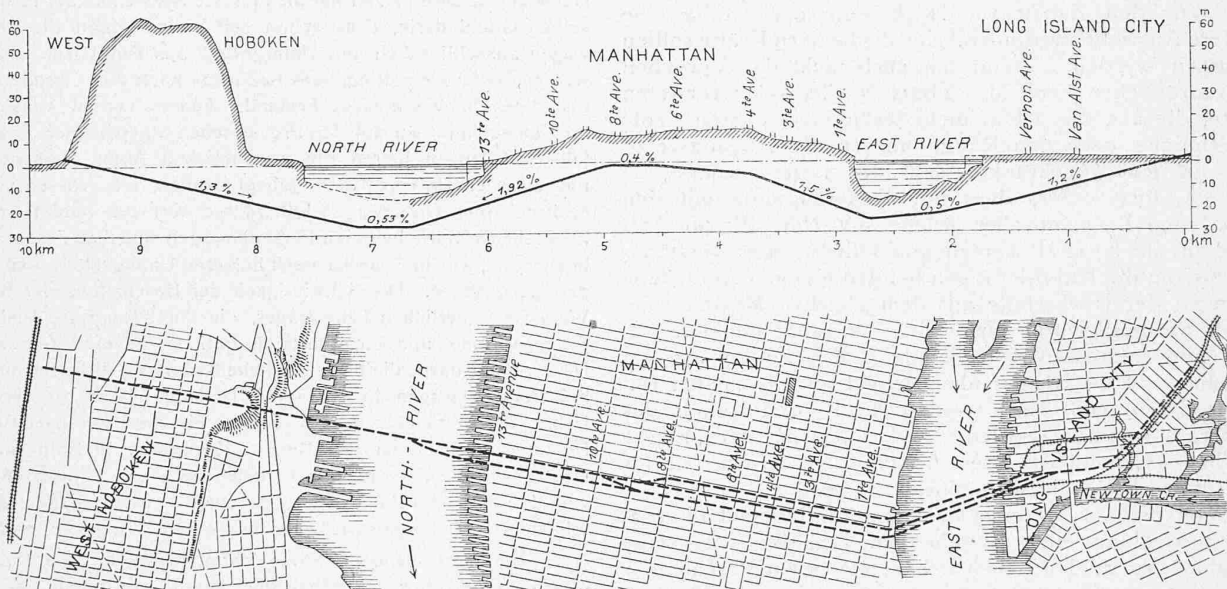 m
60
50
40
30
20
10
0
10
20
30
WEST HOBOKEN
MANHATTAN
LONG ISLAND CITY
m
60
50
40
30
20
10
0
10
20
30
NORTH RIVER
13te Ave.
10te Ave.
8te Ave.
6te Ave.
4te Ave.
3te Ave.
1te Ave.
EAST RIVER
Vernon Ave.
Van Alst Ave.
1,3%
0,53 %
1,92%
0,4 %
1,5%
0,5 %
1,2%
10 km 9 8 7 6 5 4 3 2 1 0 km
WEST HOBOKEN
NORTH RIVER
13te AVENUE
MANHATTAN
10te Ave.
8te Ave.
6te Ave.
4te Ave.
3te Ave.
1te Ave.
EAST RIVER
LONG ISLAND CITY
NEWTOWN CR.